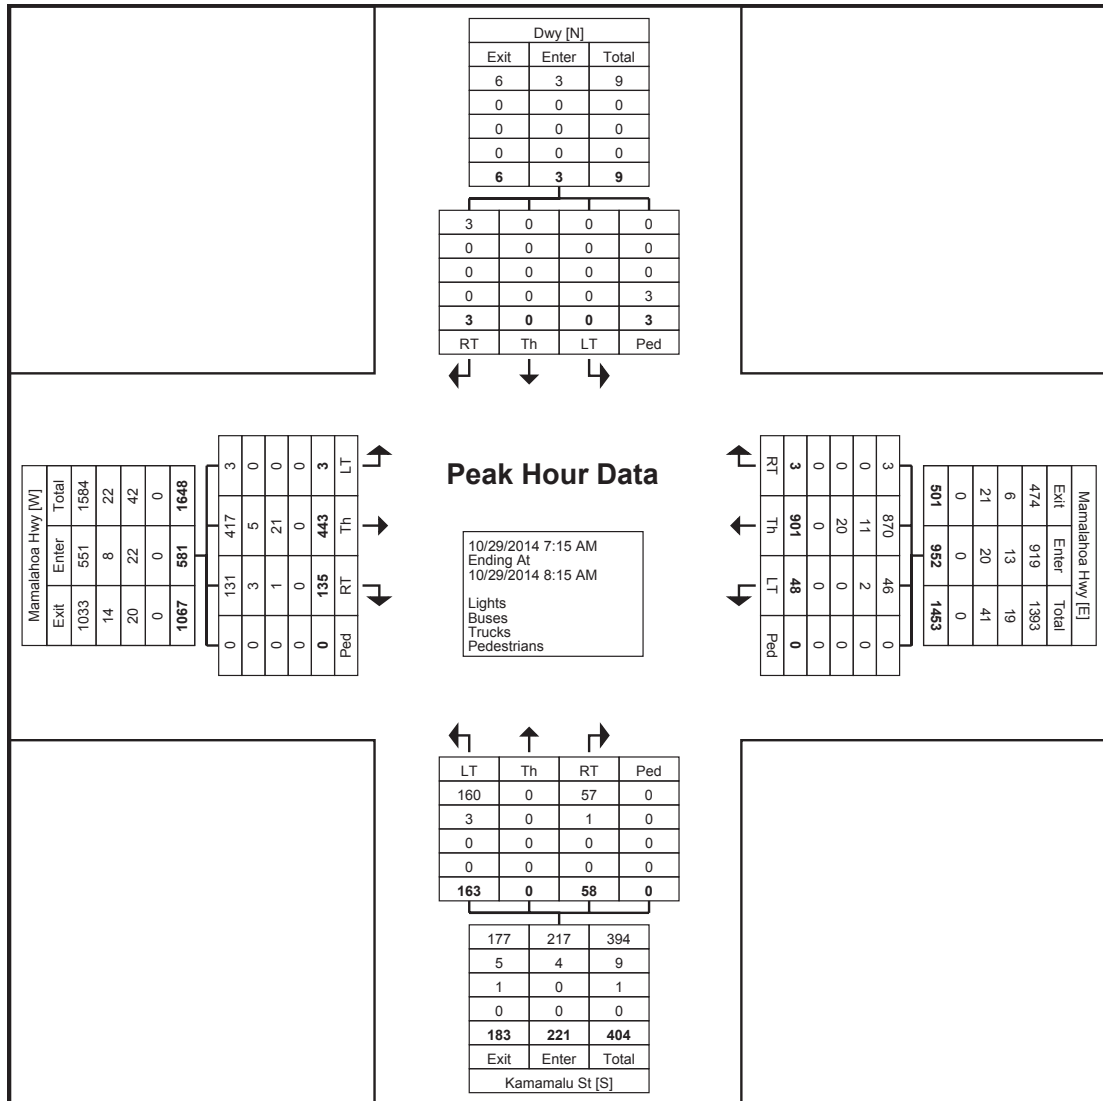 Dwy [N]
Exit Enter Total
6 3 9
0 0 0
0 0 0
0 0 0
6 3 9
3 0 0 0
0 0 0 0
0 0 0 0
0 0 0 3
3 0 0 3
RT Th LT Ped
Mamalahoa Hwy [W]
Exit Enter Total
1033 551 1584
14 8 22
20 22 42
0 0 0
1067 581 1648
3 417 131 0
0 5 3 0
0 21 1 0
0 0 0 0
3 443 135 0
LT Th RT Ped
Peak Hour Data
10/29/2014 7:15 AM
Ending At
10/29/2014 8:15 AM
Lights
Buses
Trucks
Pedestrians
RT Th LT Ped
3 901 48 0
0 0 0 0
0 20 0 0
0 11 2 0
3 870 46 0
Mamalahoa Hwy [E]
Exit Enter Total
474 919 1393
6 13 19
21 20 41
0 0 0
501 952 1453
LT Th RT Ped
160 0 57 0
3 0 1 0
0 0 0 0
0 0 0 0
163 0 58 0
177 217 394
5 4 9
1 0 1
0 0 0
183 221 404
Exit Enter Total
Kamamalu St [S]